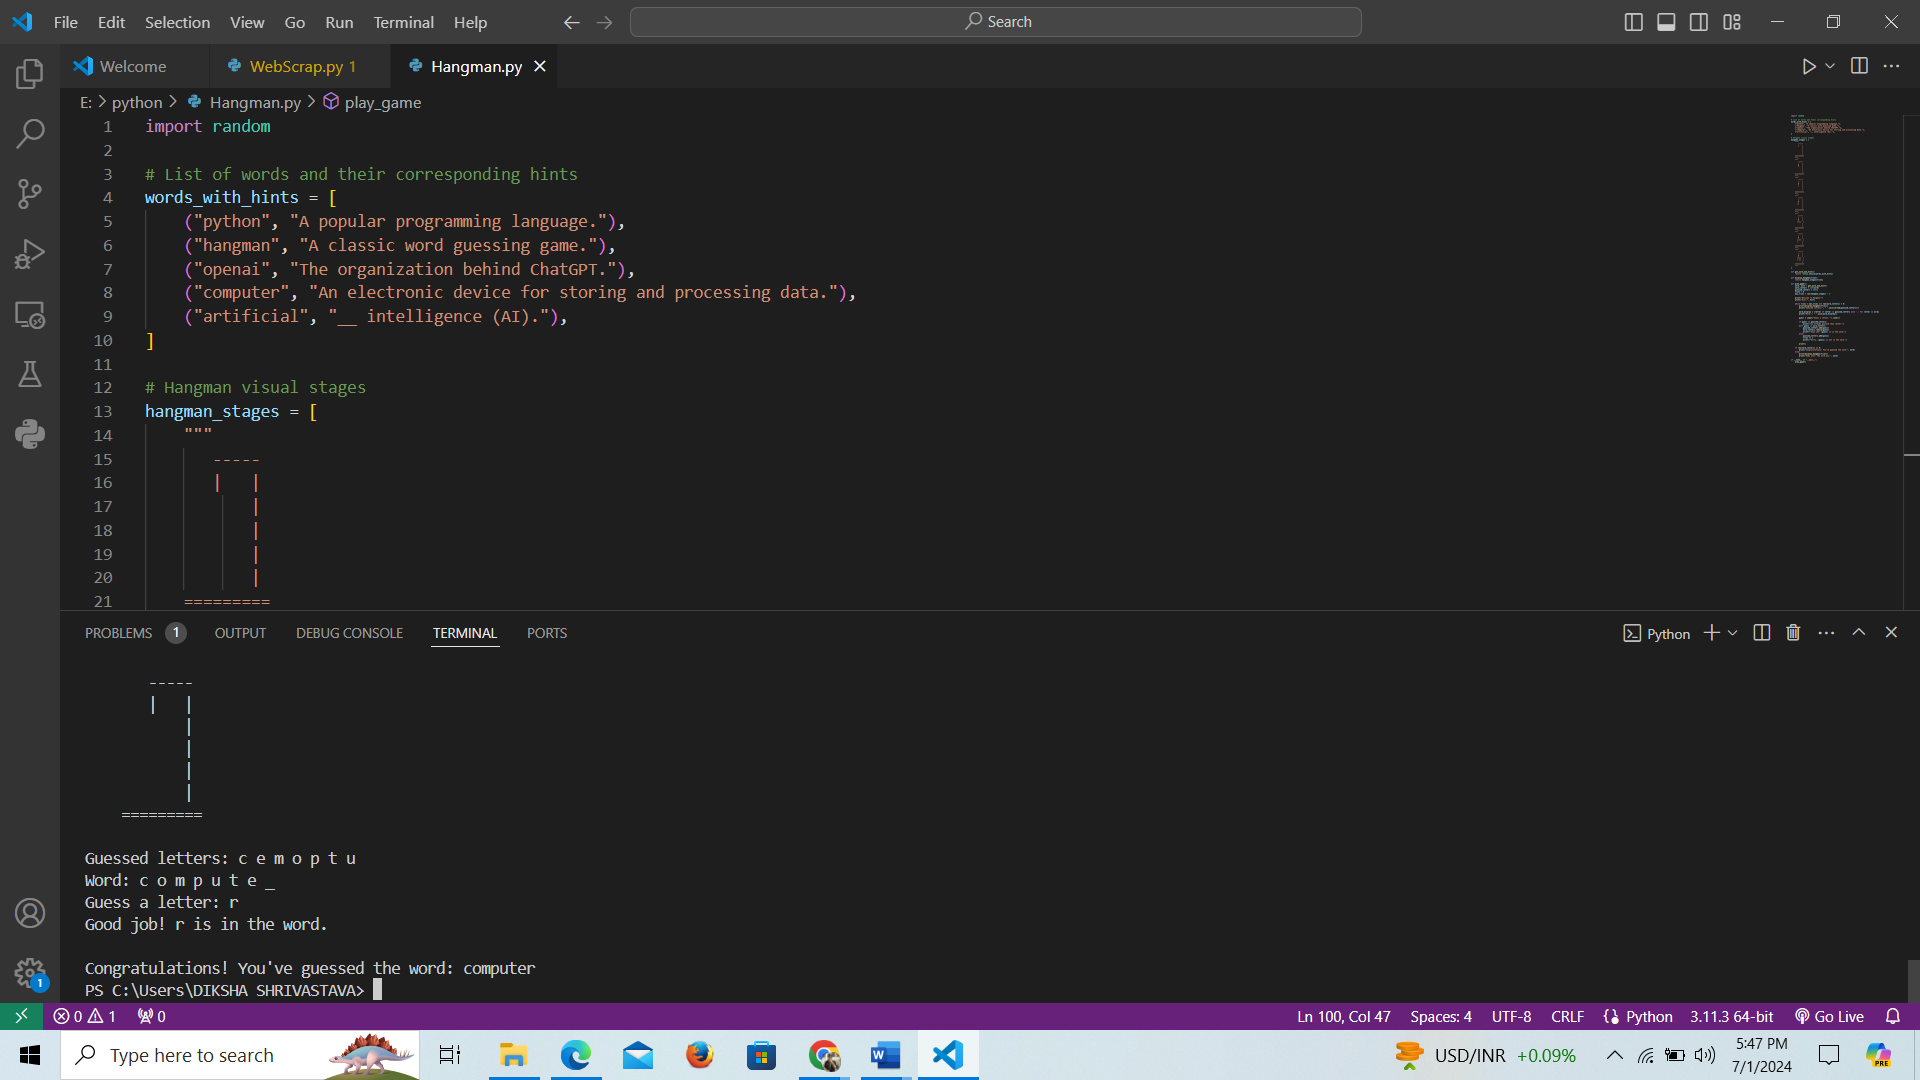 File Edit Selection View Go Run Terminal Help Search
Welcome WebScrap.py 1 Hangman.py
E: > python > Hangman.py > play_game
1 import random
2
3 # List of words and their corresponding hints
4 words_with_hints = [
5 ("python", "A popular programming language."),
6 ("hangman", "A classic word guessing game."),
7 ("openai", "The organization behind ChatGPT."),
8 ("computer", "An electronic device for storing and processing data."),
9 ("artificial", "__ intelligence (AI)."),
10 ]
11
12 # Hangman visual stages
13 hangman_stages = [
14 """
15 -----
16 | |
17 |
18 |
19 |
20 |
21 =========
PROBLEMS 1 OUTPUT DEBUG CONSOLE TERMINAL PORTS Python
-----
| |
|
|
|
|
=========
Guessed letters: c e m o p t u
Word: c o m p u t e _
Guess a letter: r
Good job! r is in the word.
Congratulations! You've guessed the word: computer
PS C:\Users\DIKSHA SHRIVASTAVA>
1
0 1 0 Ln 100, Col 47 Spaces: 4 UTF-8 CRLF Python 3.11.3 64-bit Go Live
Type here to search USD/INR +0.09% 5:47 PM
7/1/2024
PRE